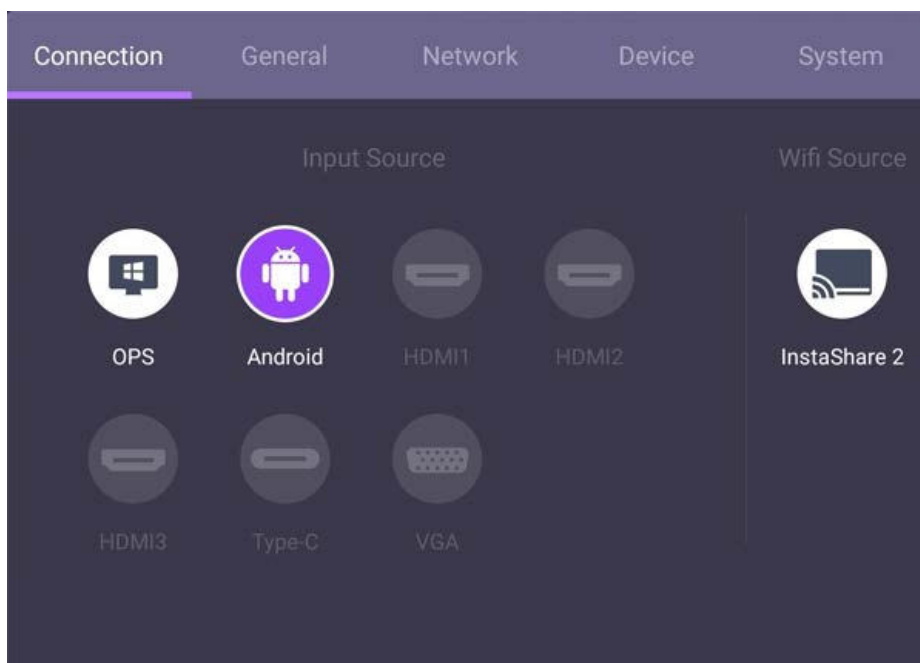 Connection General Network Device System
Input Source Wifi Source
OPS Android HDMI1 HDMI2 InstaShare 2
HDMI3 Type-C VGA